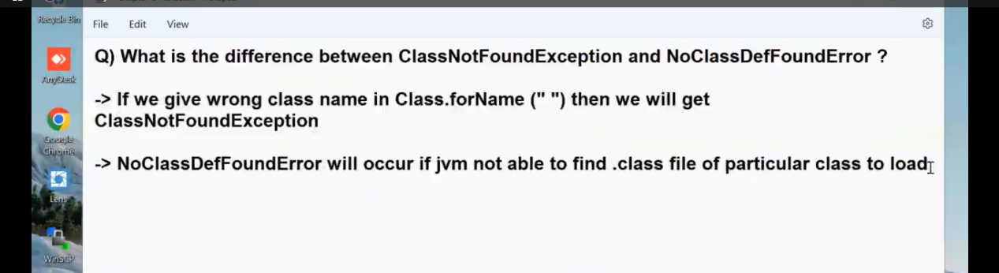 Recycle Bin
File Edit View
Q) What is the difference between ClassNotFoundException and NoClassDefFoundError ?
AnyDesk
-> If we give wrong class name in Class.forName (" ") then we will get
ClassNotFoundException
Google
Chrome
-> NoClassDefFoundError will occur if jvm not able to find .class file of particular class to load
Lens
WinSCP